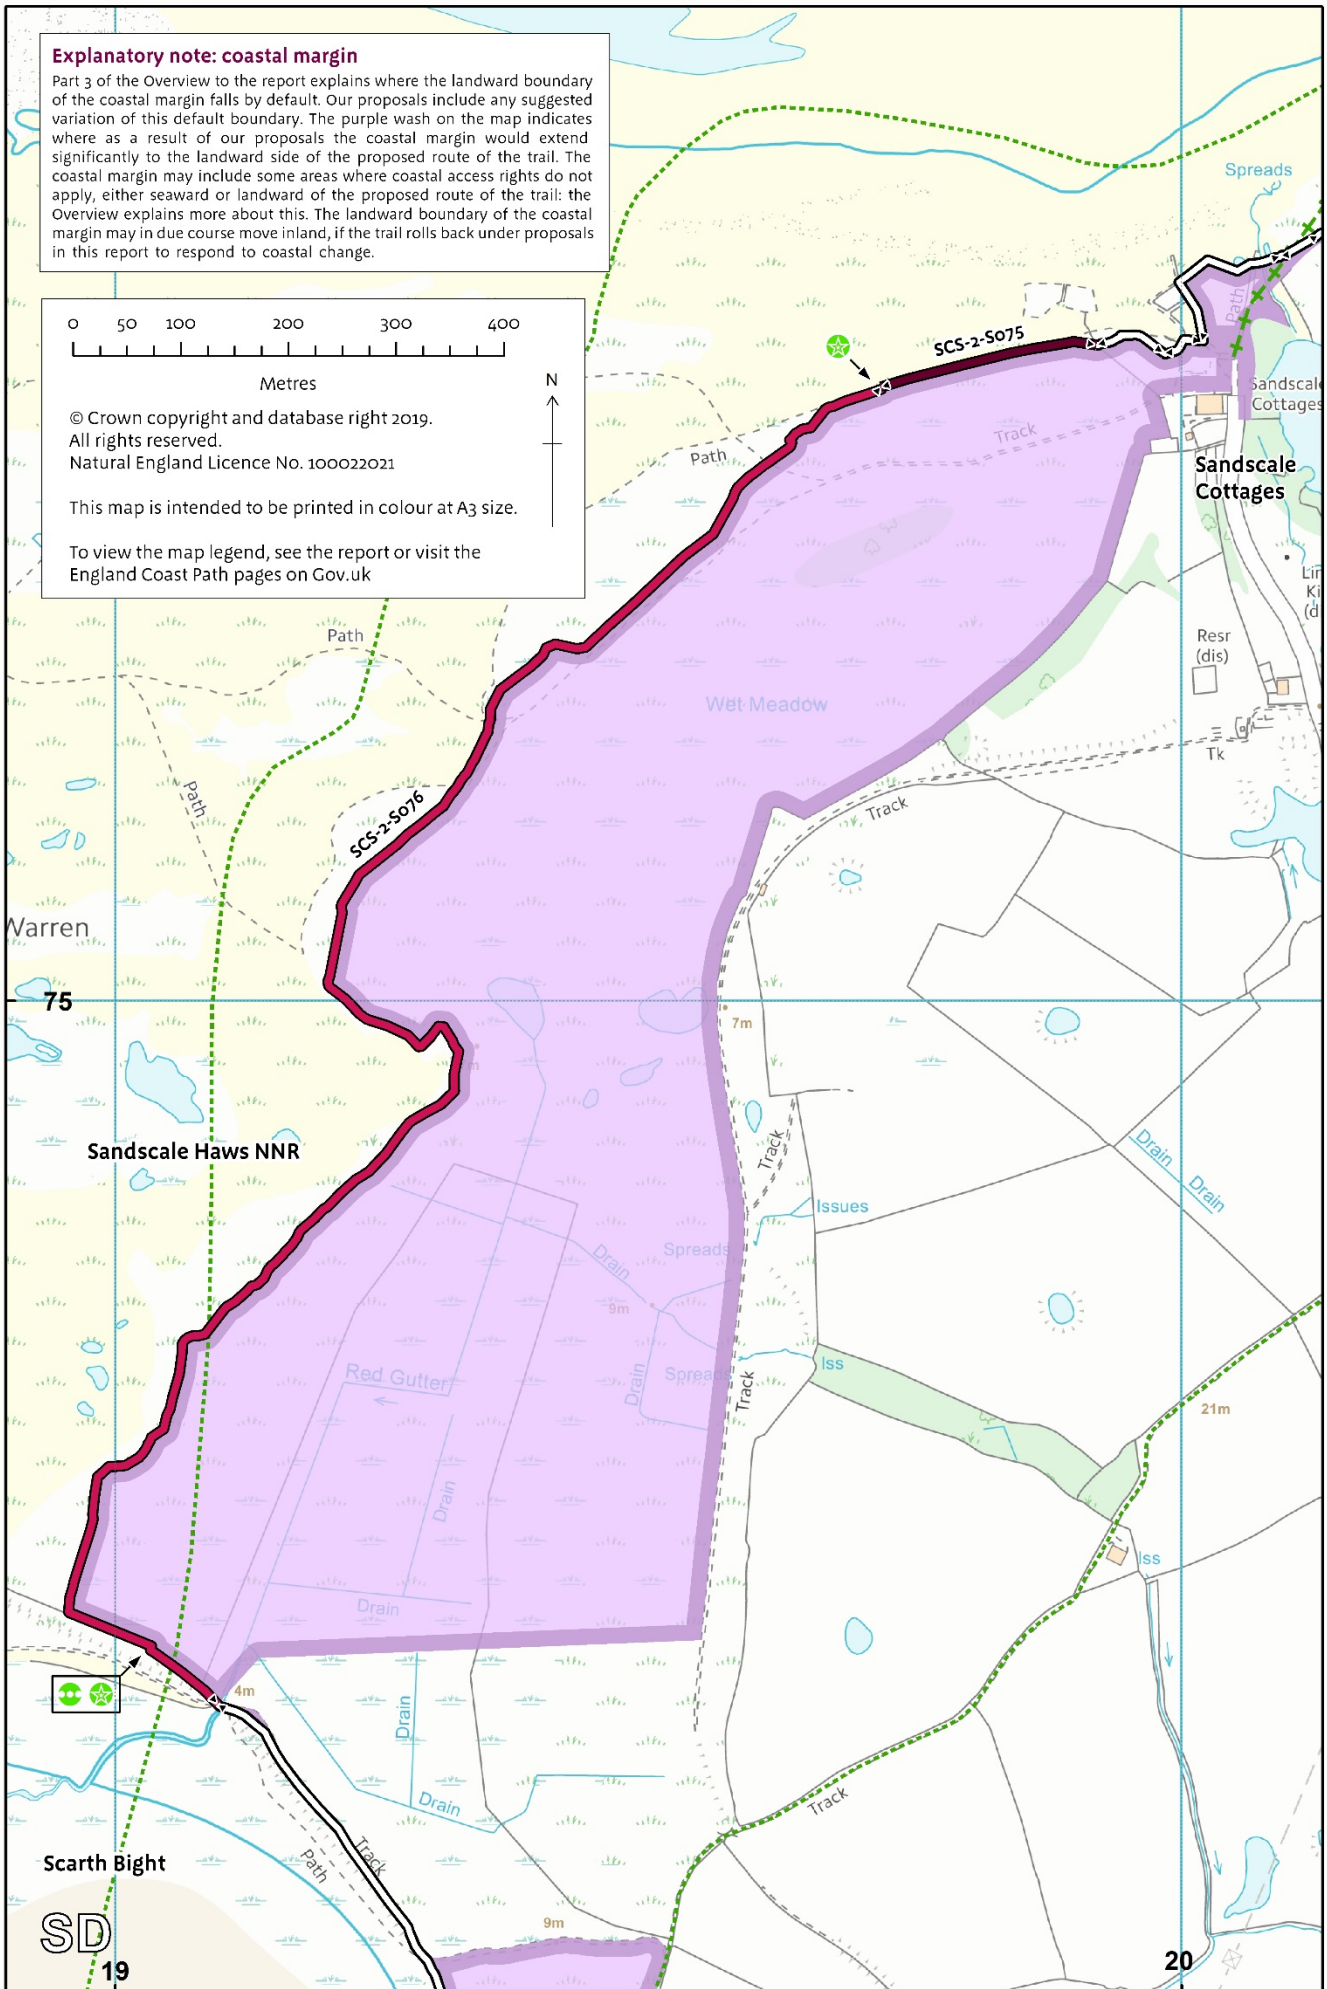 Explanatory note: coastal margin
Part 3 of the Overview to the report explains where the landward boundary
of the coastal margin falls by default. Our proposals include any suggested
variation of this default boundary. The purple wash on the map indicates
where as a result of our proposals the coastal margin would extend
significantly to the landward side of the proposed route of the trail. The
coastal margin may include some areas where coastal access rights do not
apply, either seaward or landward of the proposed route of the trail: the
Overview explains more about this. The landward boundary of the coastal
margin may in due course move inland, if the trail rolls back under proposals
in this report to respond to coastal change.
0 50 100 200 300 400
Metres
N
© Crown copyright and database right 2019.
All rights reserved.
Natural England Licence No. 100022021
This map is intended to be printed in colour at A3 size.
To view the map legend, see the report or visit the
England Coast Path pages on Gov.uk
Spreads
Path
SCS-2-S075
Sandscale
Cottages
Track
Path
Sandscale
Cottages
Lin
Ki
(d
Resr
(dis)
Path
Wet Meadow
Tk
Track
Path
SCS-2-S076
Warren
75
7m
m
Track
Drain
Drain
Sandscale Haws NNR
Issues
Drain
Spreads
9m
Red Gutter
Drain
Spreads
Track
Iss
21m
Drain
Iss
Drain
4m
Drain
Drain
Track
Track
Path
Scarth Bight
9m
SD
19
20